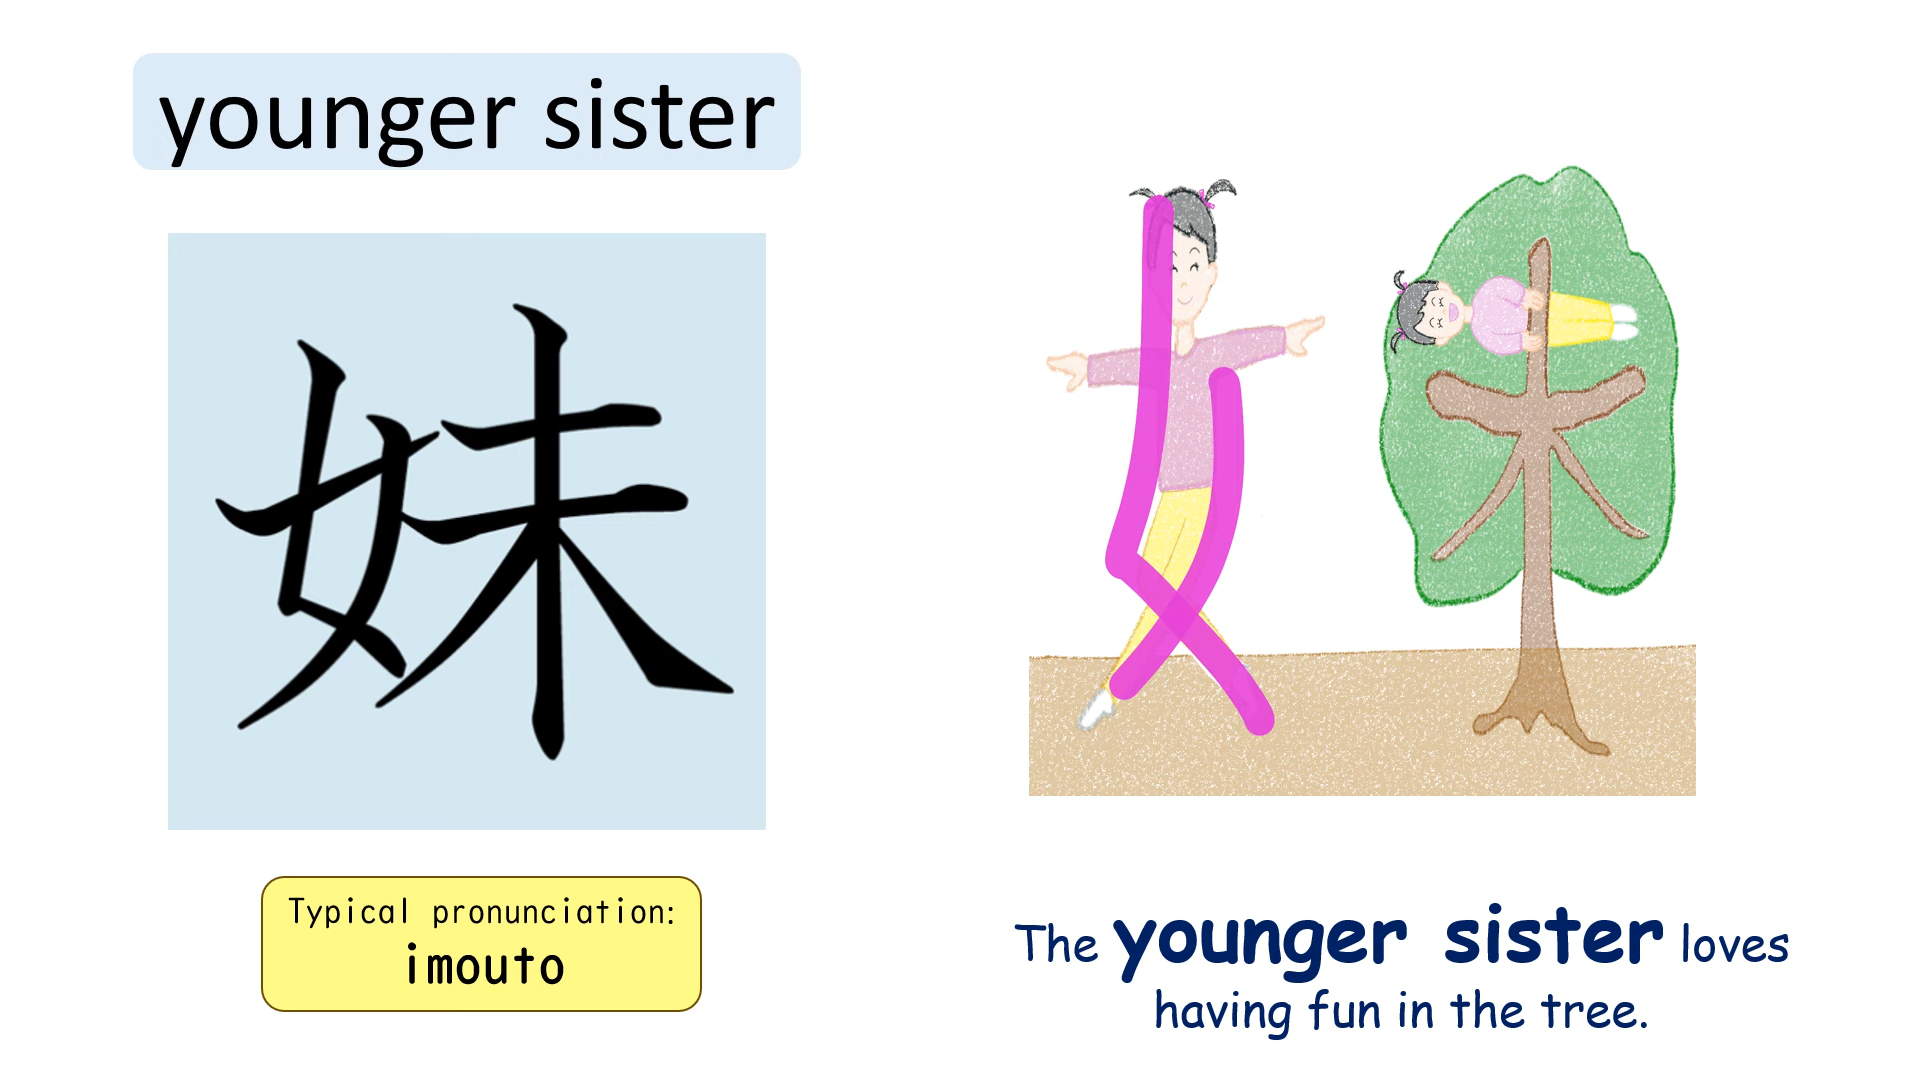 younger sister
妹
Typical pronunciation:
imouto
The younger sister loves
having fun in the tree.